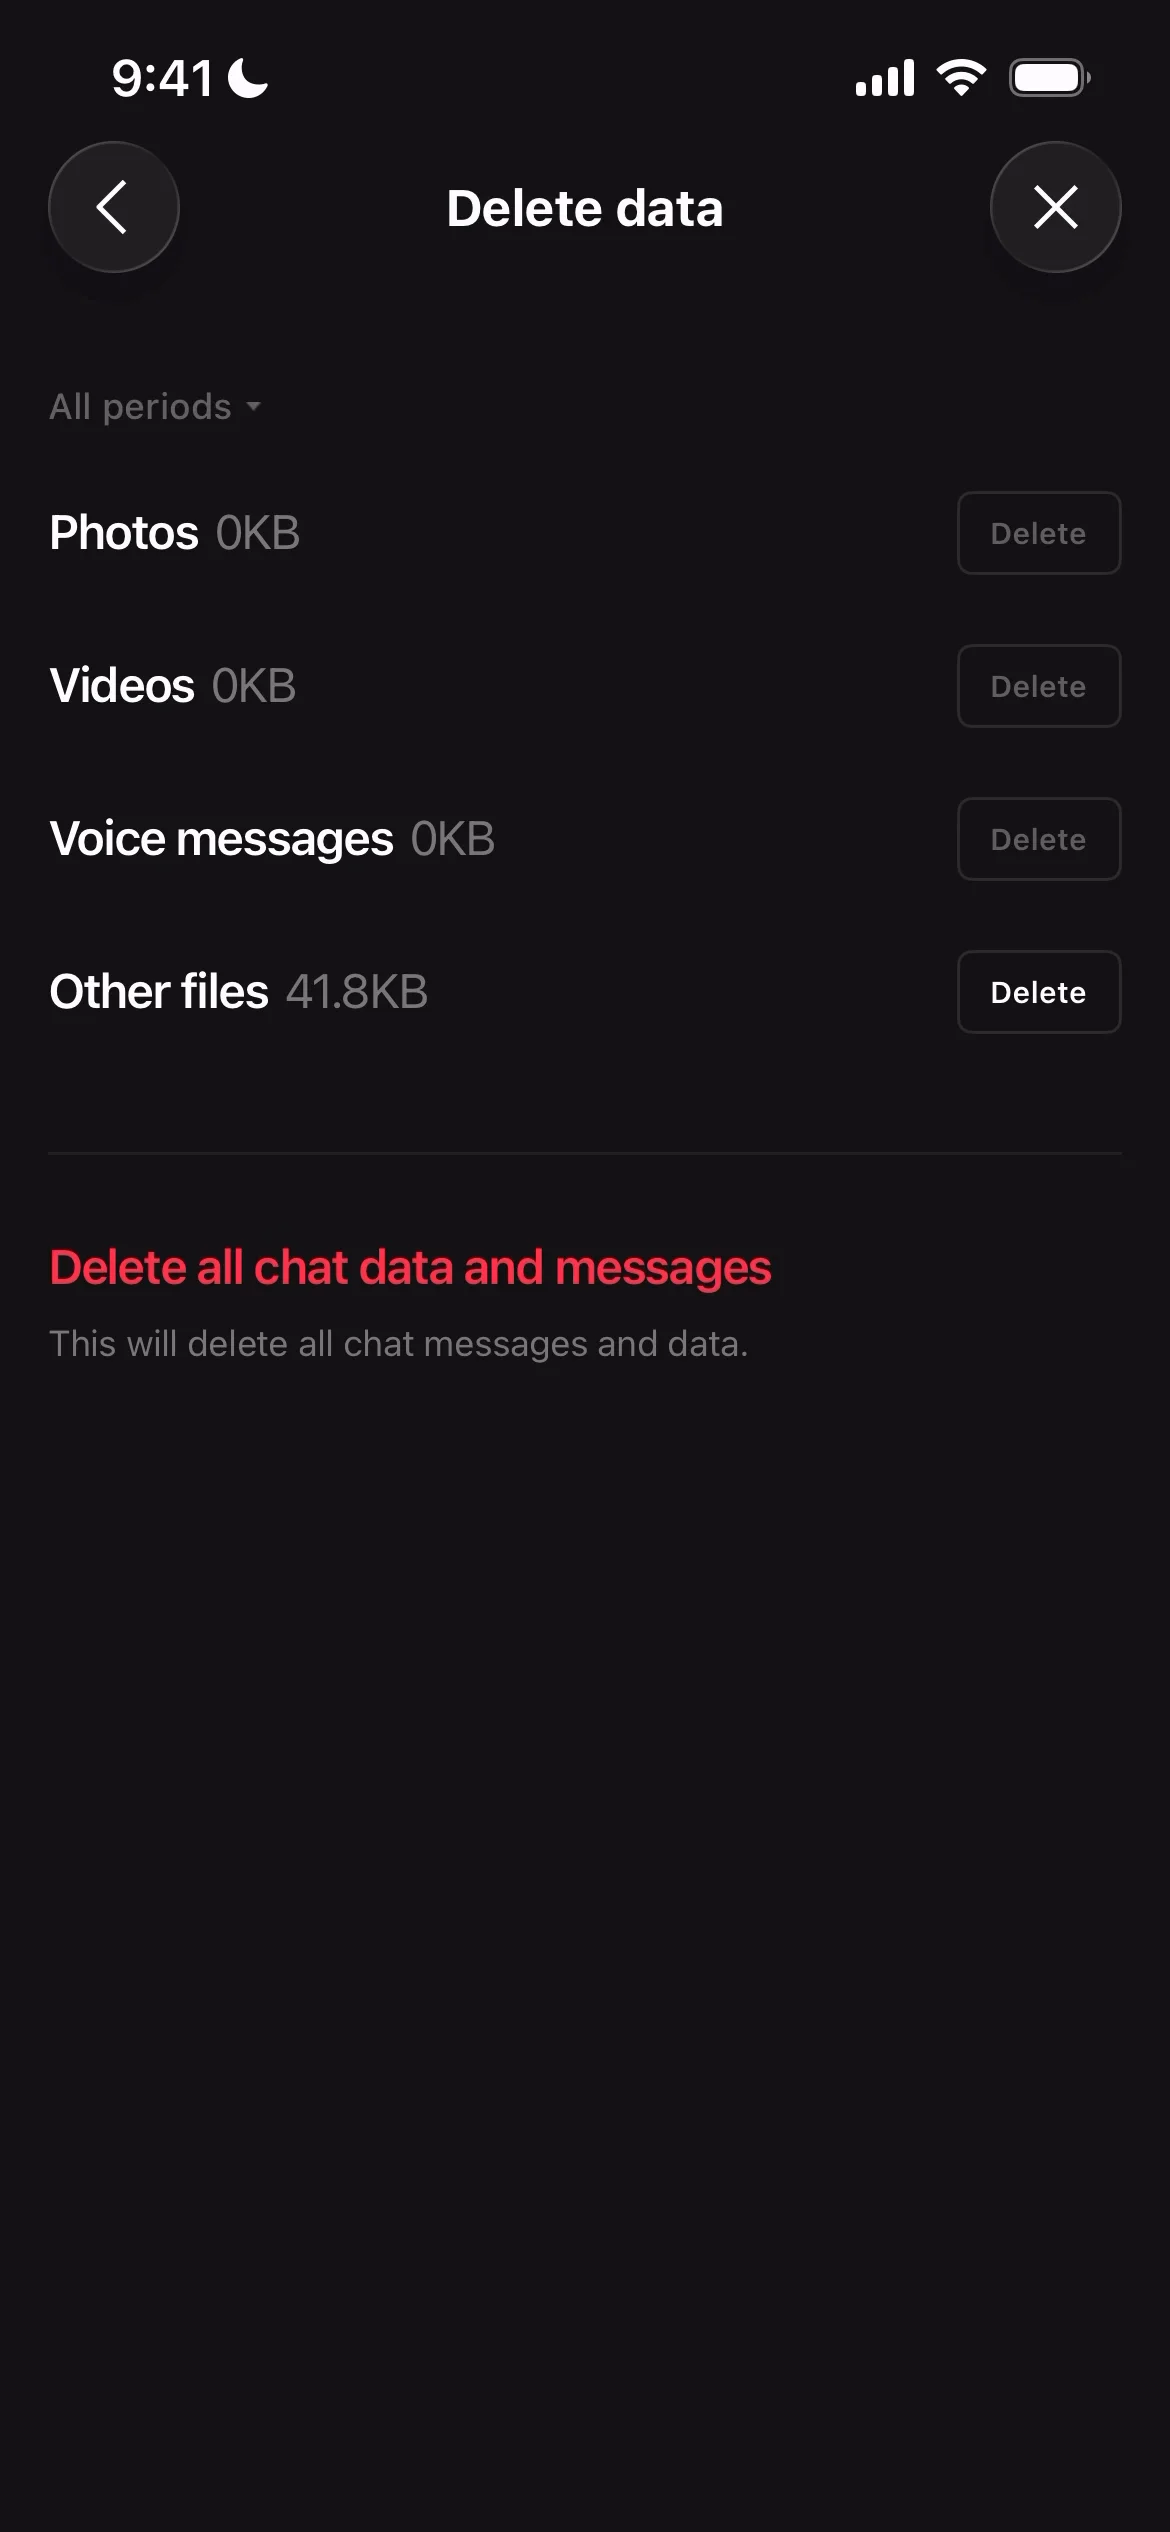 9:41
Delete data
All periods
Photos 0KB Delete
Videos 0KB Delete
Voice messages 0KB Delete
Other files 41.8KB Delete
Delete all chat data and messages
This will delete all chat messages and data.